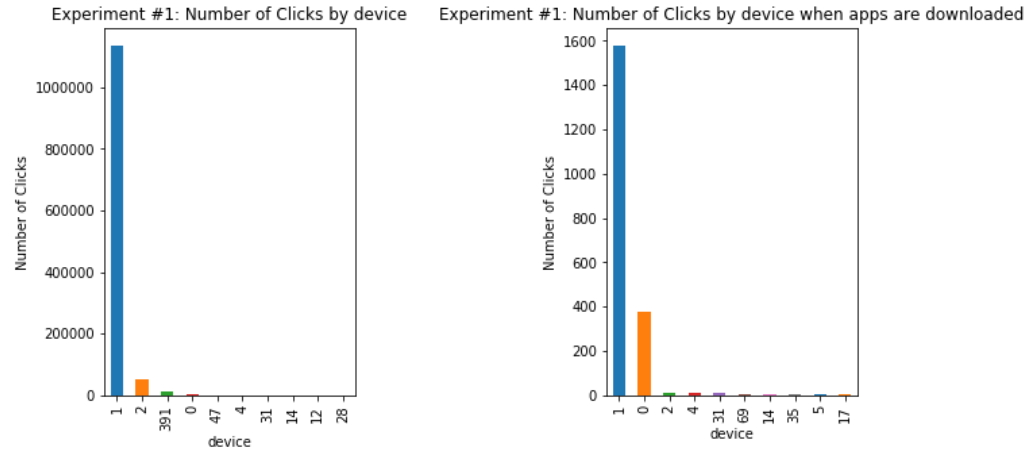 Experiment #1: Number of Clicks by device
Number of Clicks
1000000
800000
600000
400000
200000
0
1 2 391 0 47 4 31 14 12 28
device
Experiment #1: Number of Clicks by device when apps are downloaded
Number of Clicks
1600
1400
1200
1000
800
600
400
200
0
1 0 2 4 31 69 14 35 5 17
device